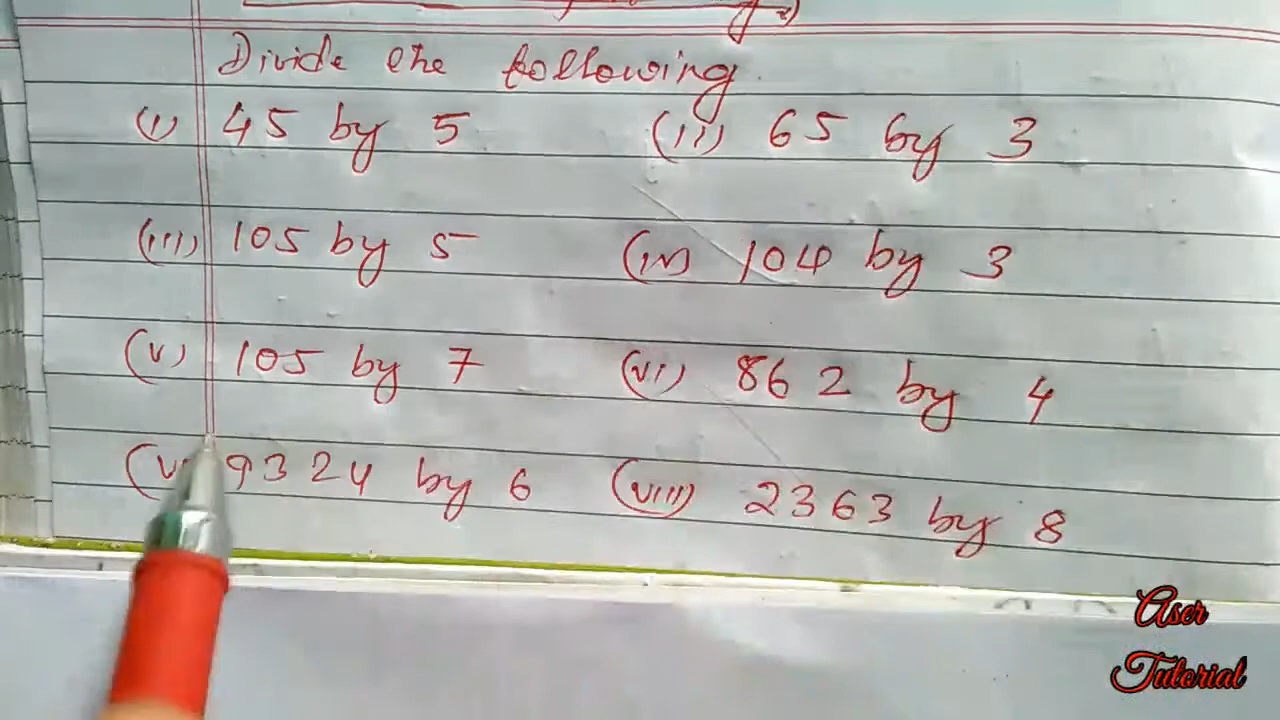 Divide the following.
(i) 45 by 5 (ii) 65 by 3
(iii) 105 by 5 (iv) 104 by 3
(v) 105 by 7 (vi) 862 by 4
9324 by 6 (viii) 2363 by 8
Aser
Tutorial